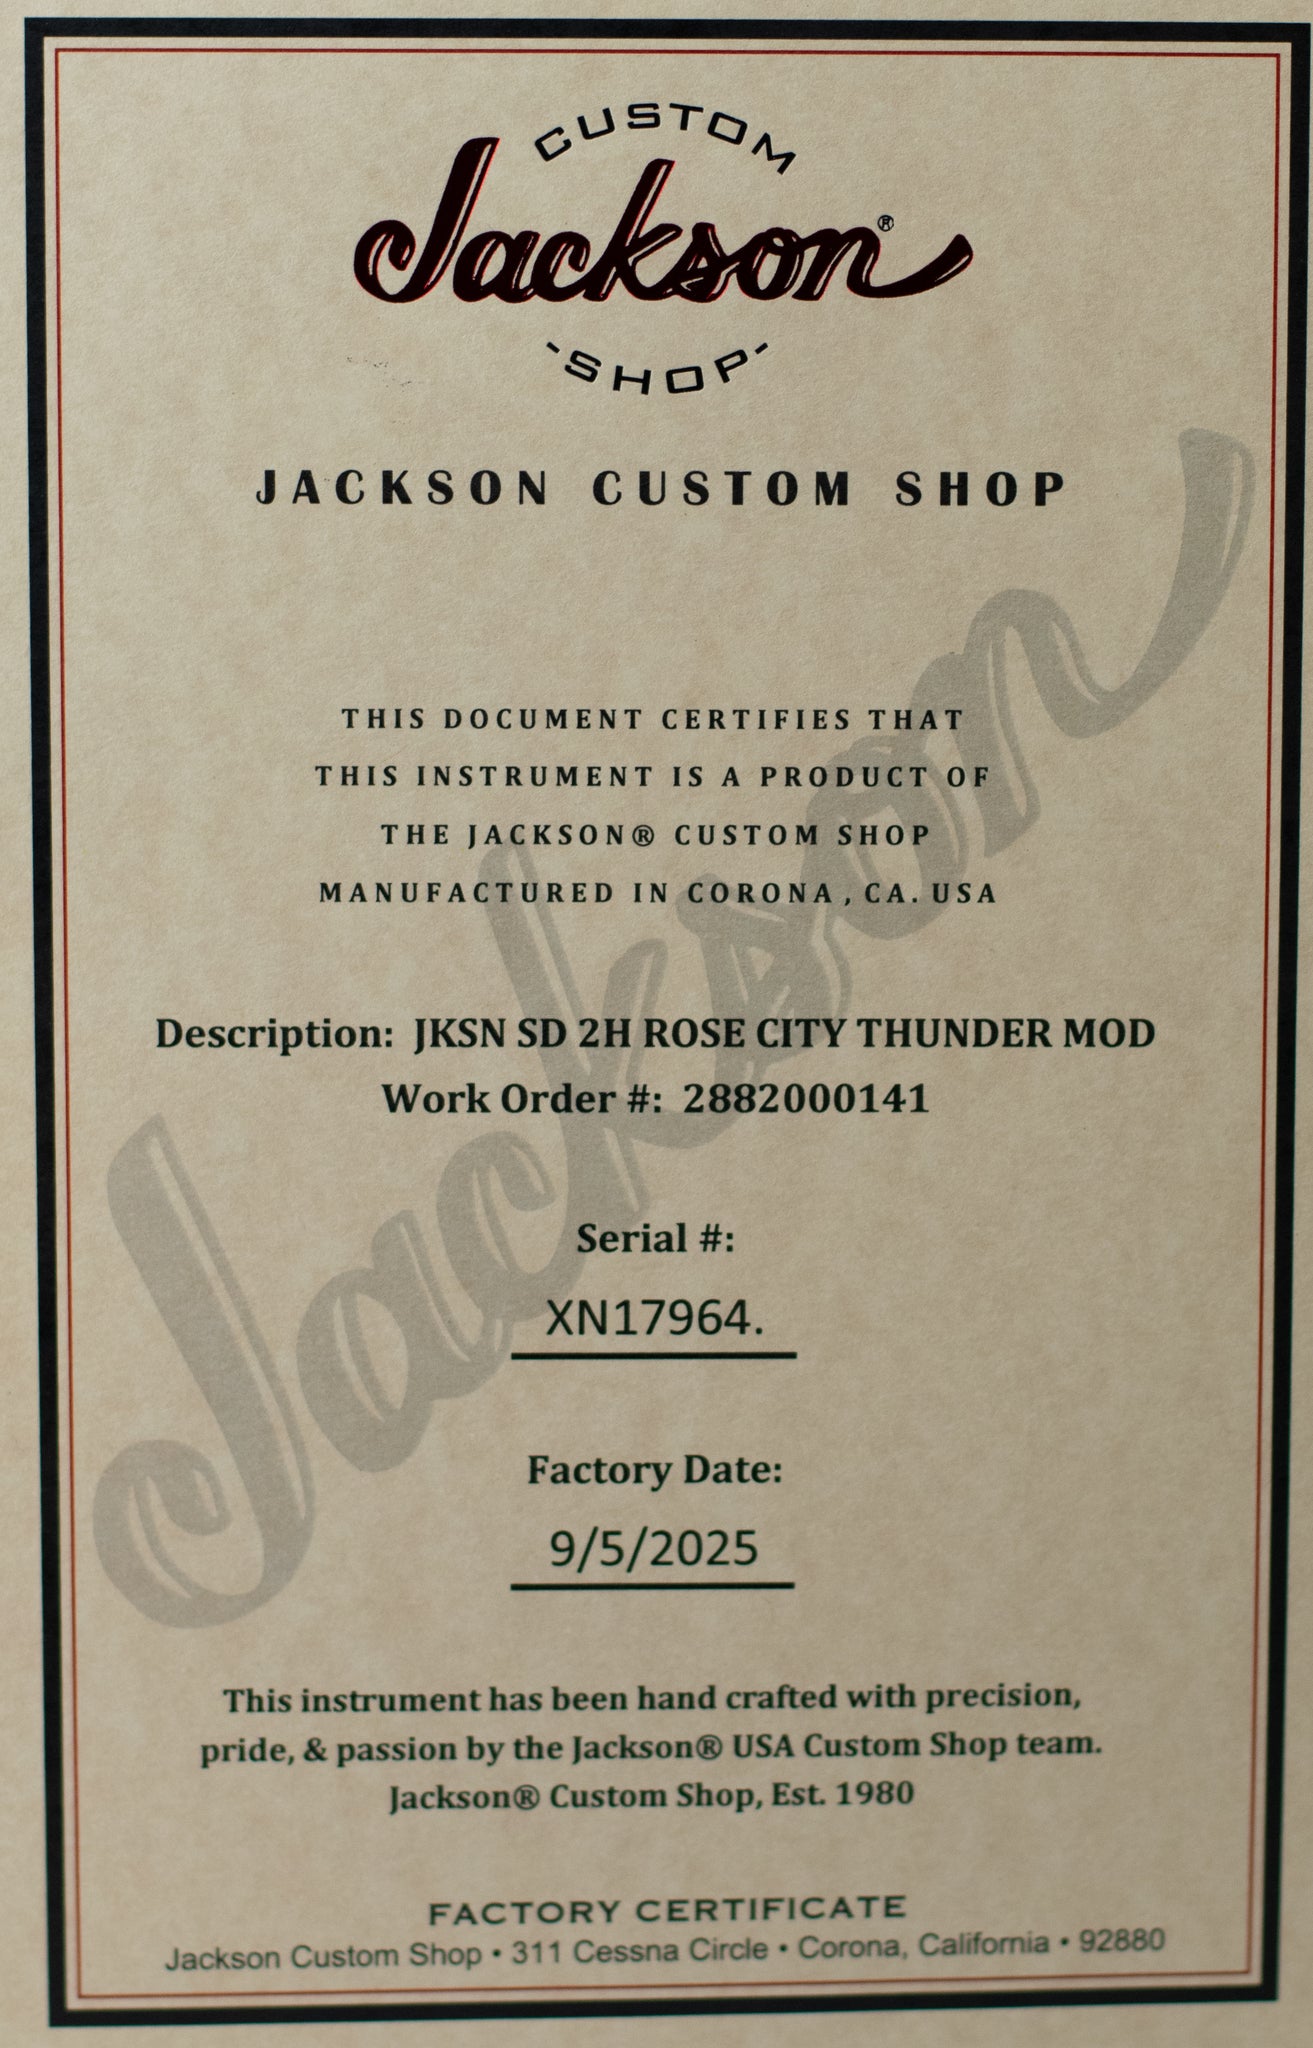 CUSTOM
Jackson®
-SHOP-
JACKSON CUSTOM SHOP
THIS DOCUMENT CERTIFIES THAT
THIS INSTRUMENT IS A PRODUCT OF
THE JACKSON® CUSTOM SHOP
MANUFACTURED IN CORONA, CA. USA
Jackson
Description: JKSN SD 2H ROSE CITY THUNDER MOD
Work Order #: 2882000141
Serial #:
XN17964.
Factory Date:
9/5/2025
This instrument has been hand crafted with precision,
pride, & passion by the Jackson® USA Custom Shop team.
Jackson® Custom Shop, Est. 1980
FACTORY CERTIFICATE
Jackson Custom Shop • 311 Cessna Circle • Corona, California • 92880